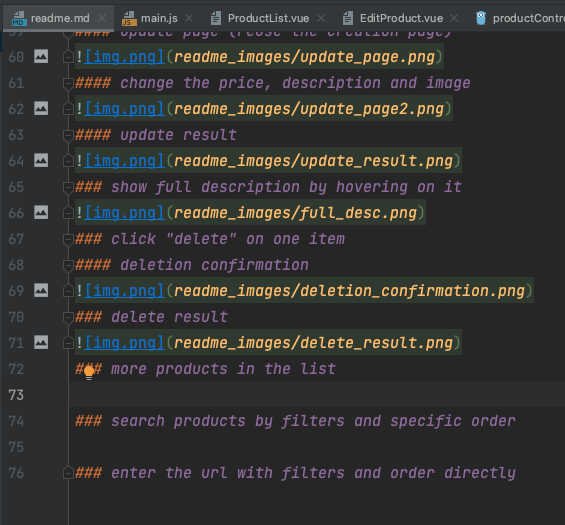 readme.md main.js ProductList.vue EditProduct.vue productContr
59 #### update page (reuse the creation page)
60 ![img.png](readme_images/update_page.png)
61 #### change the price, description and image
62 ![img.png](readme_images/update_page2.png)
63 #### update result
64 ![img.png](readme_images/update_result.png)
65 ### show full description by hovering on it
66 ![img.png](readme_images/full_desc.png)
67 ### click "delete" on one item
68 #### deletion confirmation
69 ![img.png](readme_images/deletion_confirmation.png)
70 ### delete result
71 ![img.png](readme_images/delete_result.png)
72 ### more products in the list
73
74 ### search products by filters and specific order
75
76 ### enter the url with filters and order directly